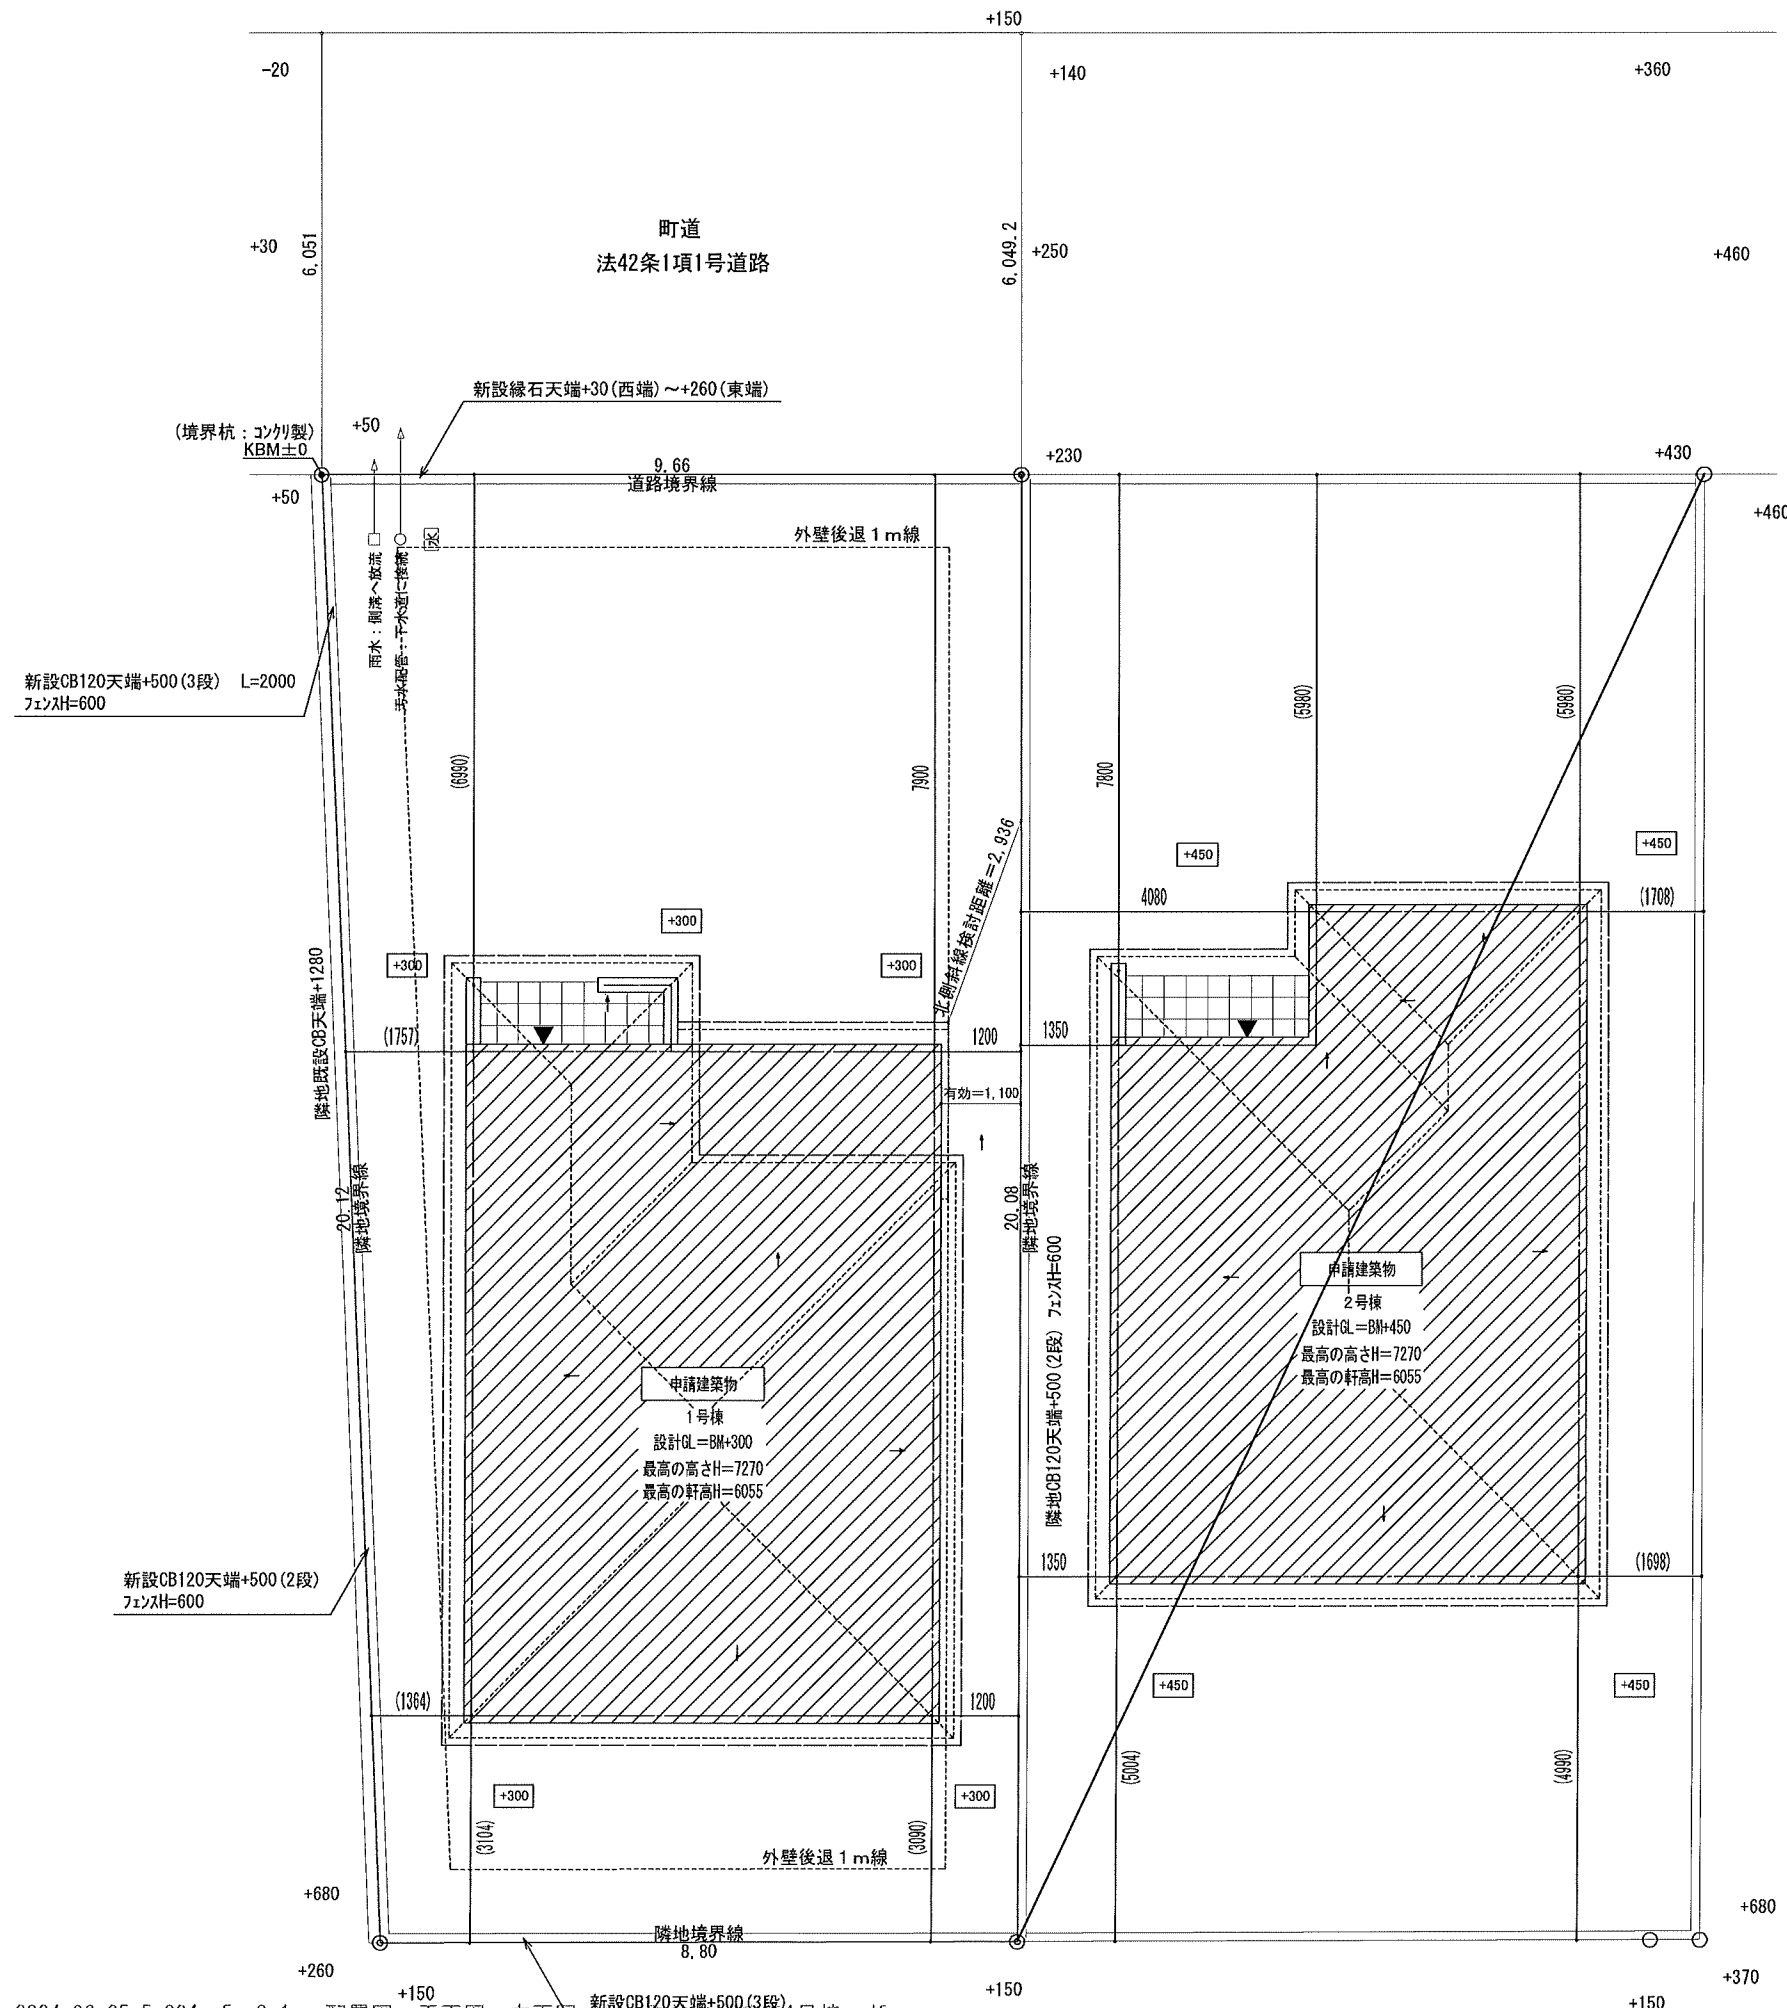 +150
-20
+140
+360
町道
法42条1項1号道路
+30
6,051
6,049.2
+250
+460
新設縁石天端+30(西端)～+260(東端)
(境界杭：ｺﾝｸﾘ製)
KBM±0
+50
9.66
道路境界線
+230
+430
+50
+460
外壁後退１ｍ線
水
雨水：側溝へ放流
汚水配管：下水道に接続
新設CB120天端+500(3段) L=2000
ﾌｪﾝｽH=600
(6990)
7900
7800
(5980)
(5980)
北側斜線検討距離＝2,936
+450
+450
4080
(1708)
+300
+300
+300
隣地既設CB天端+1280
(1757)
1200
1350
有効＝1,100
20.12
隣地境界線
20.08
隣地境界線
隣地CB120天端+500(2段) ﾌｪﾝｽH=600
申請建築物
２号棟
設計GL＝BM+450
最高の高さH＝7270
最高の軒高H＝6055
申請建築物
１号棟
設計GL＝BM+300
最高の高さH＝7270
最高の軒高H＝6055
新設CB120天端+500(2段)
ﾌｪﾝｽH=600
1350
(1698)
(1364)
1200
+450
+450
(5004)
(4990)
+300
+300
(3104)
(3090)
外壁後退１ｍ線
+680
+680
隣地境界線
8.80
+260
+150
+150
+370
+150
新設CB120天端+500(3段)